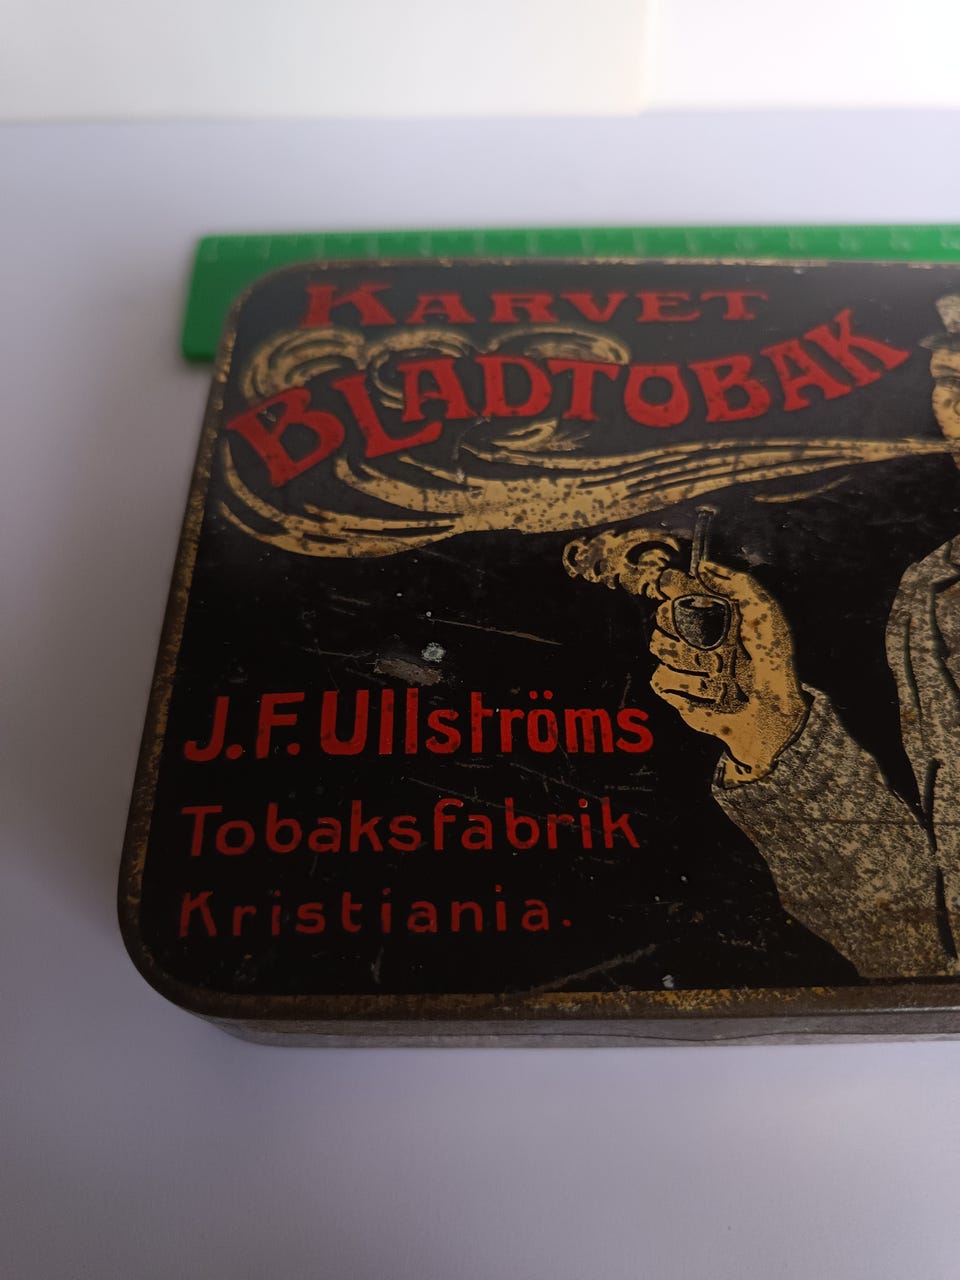 KARVET
BLADTOBAK
J.F. Ullströms
Tobaksfabrik
Kristiania.